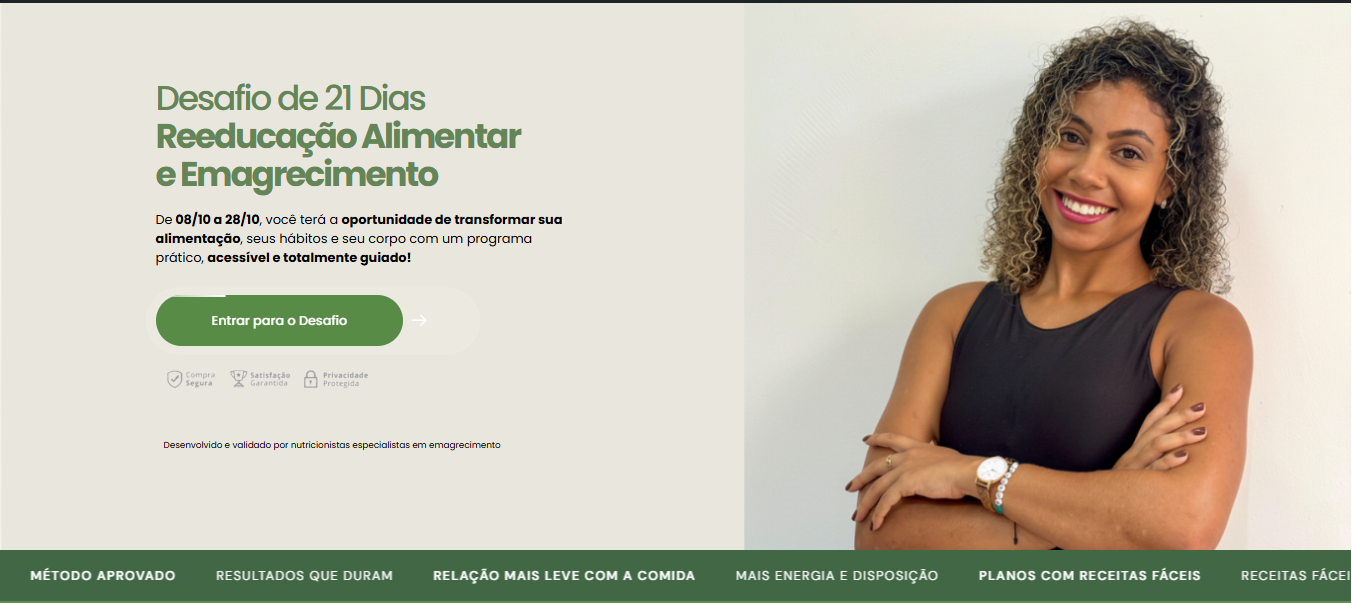 Desafio de 21 Dias
Reeducação Alimentar
e Emagrecimento
De 08/10 a 28/10, você terá a oportunidade de transformar sua
alimentação, seus hábitos e seu corpo com um programa
prático, acessível e totalmente guiado!
Entrar para o Desafio →
Compra
Segura
Satisfação
Garantida
Privacidade
Protegida
Desenvolvido e validado por nutricionistas especialistas em emagrecimento
MÉTODO APROVADO RESULTADOS QUE DURAM RELAÇÃO MAIS LEVE COM A COMIDA MAIS ENERGIA E DISPOSIÇÃO PLANOS COM RECEITAS FÁCEIS RECEITAS FÁCEI